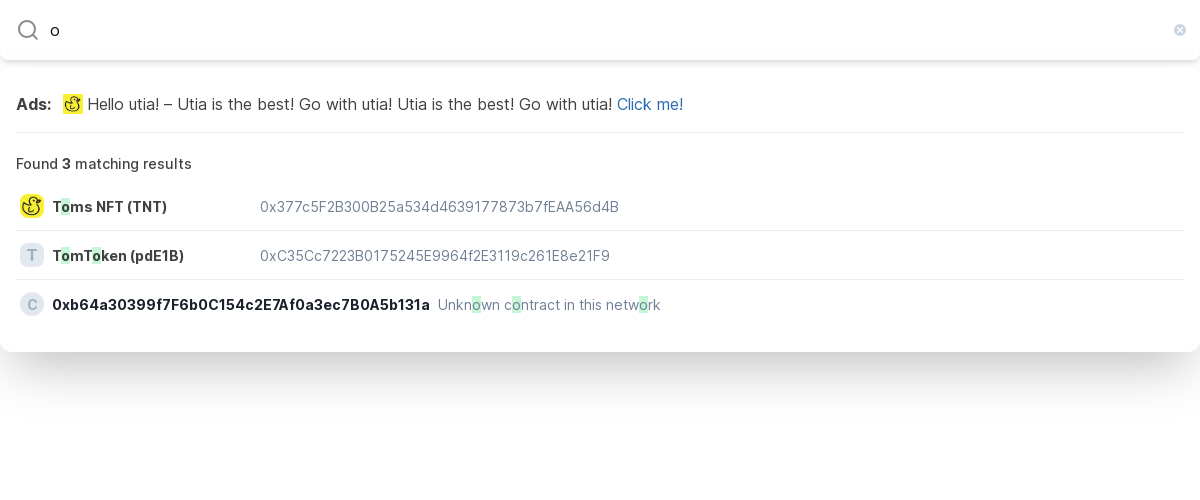 o
Ads: Hello utia! – Utia is the best! Go with utia! Utia is the best! Go with utia! Click me!
Found 3 matching results
Toms NFT (TNT) 0x377c5F2B300B25a534d4639177873b7fEAA56d4B
T TomToken (pdE1B) 0xC35Cc7223B0175245E9964f2E3119c261E8e21F9
C 0xb64a30399f7F6b0C154c2E7Af0a3ec7B0A5b131a Unknown contract in this network